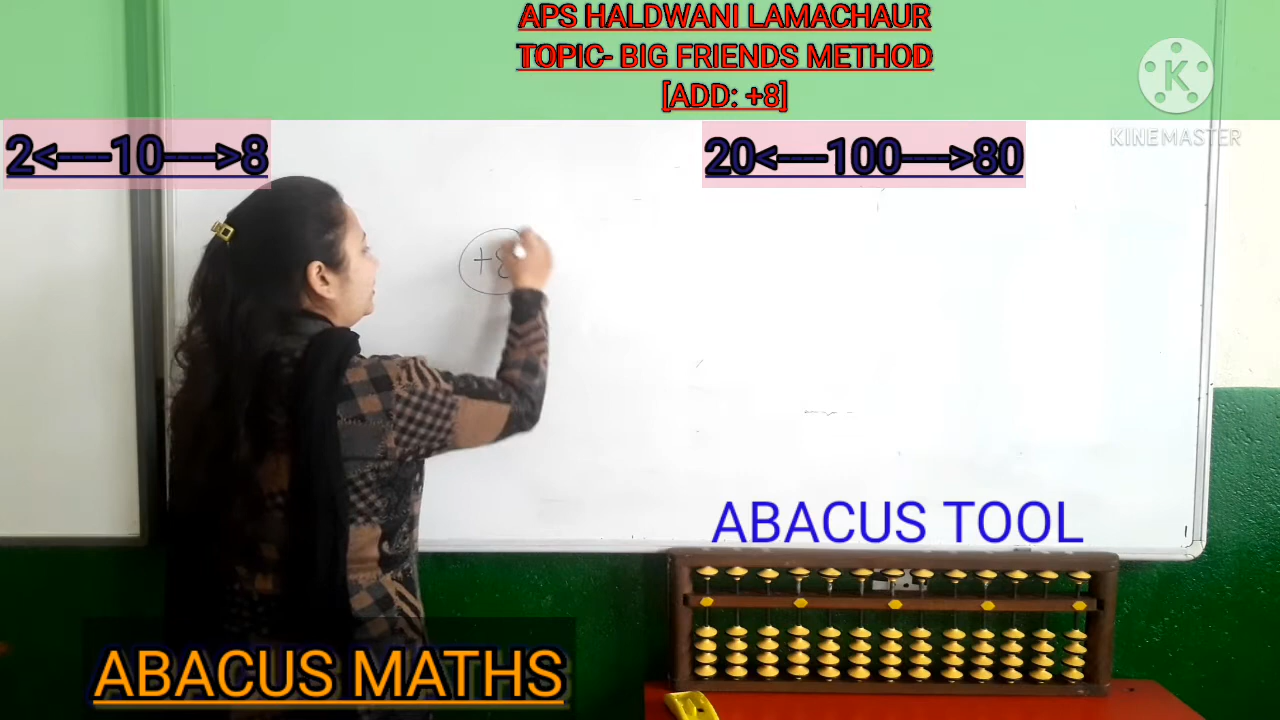 APS HALDWANI LAMACHAUR
TOPIC- BIG FRIENDS METHOD
[ADD: +8]
K
KINEMASTER
2<----10---->8
20<----100---->80
+8
ABACUS TOOL
ABACUS MATHS